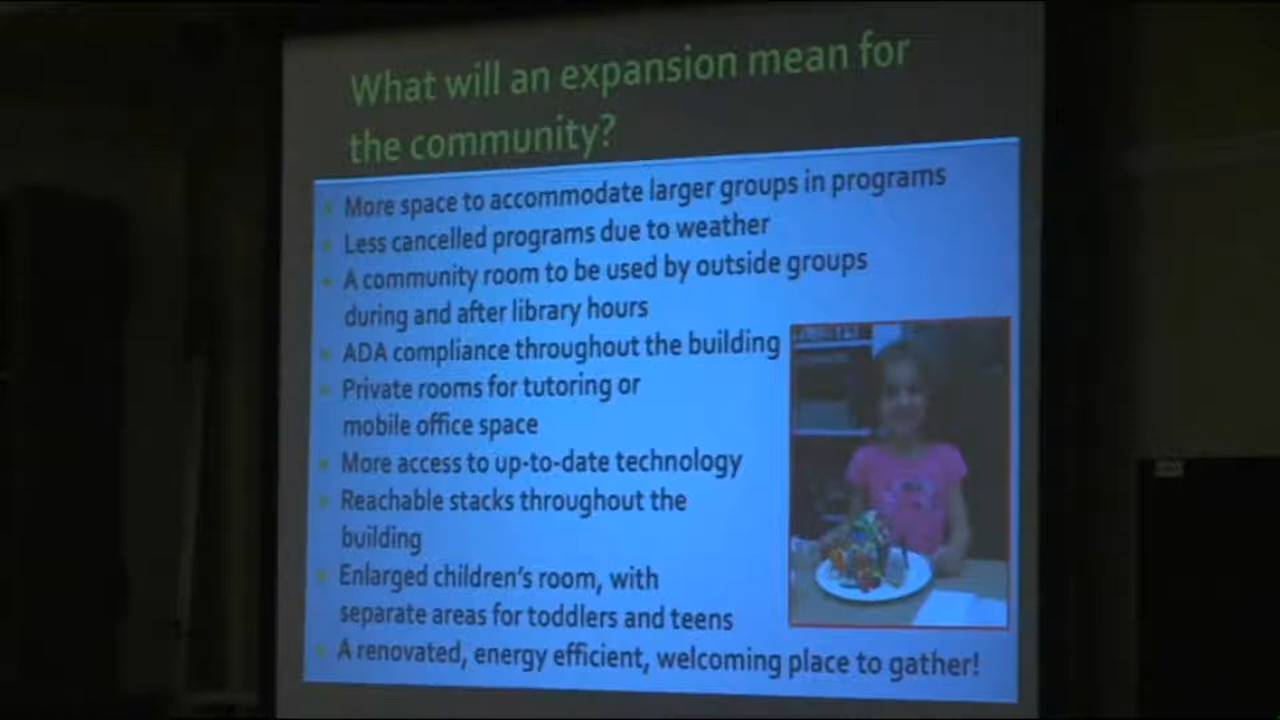 What will an expansion mean for
the community?
More space to accommodate larger groups in programs
Less cancelled programs due to weather
A community room to be used by outside groups
during and after library hours
ADA compliance throughout the building
Private rooms for tutoring or
mobile office space
More access to up-to-date technology
Reachable stacks throughout the
building
Enlarged children's room, with
separate areas for toddlers and teens
A renovated, energy efficient, welcoming place to gather!